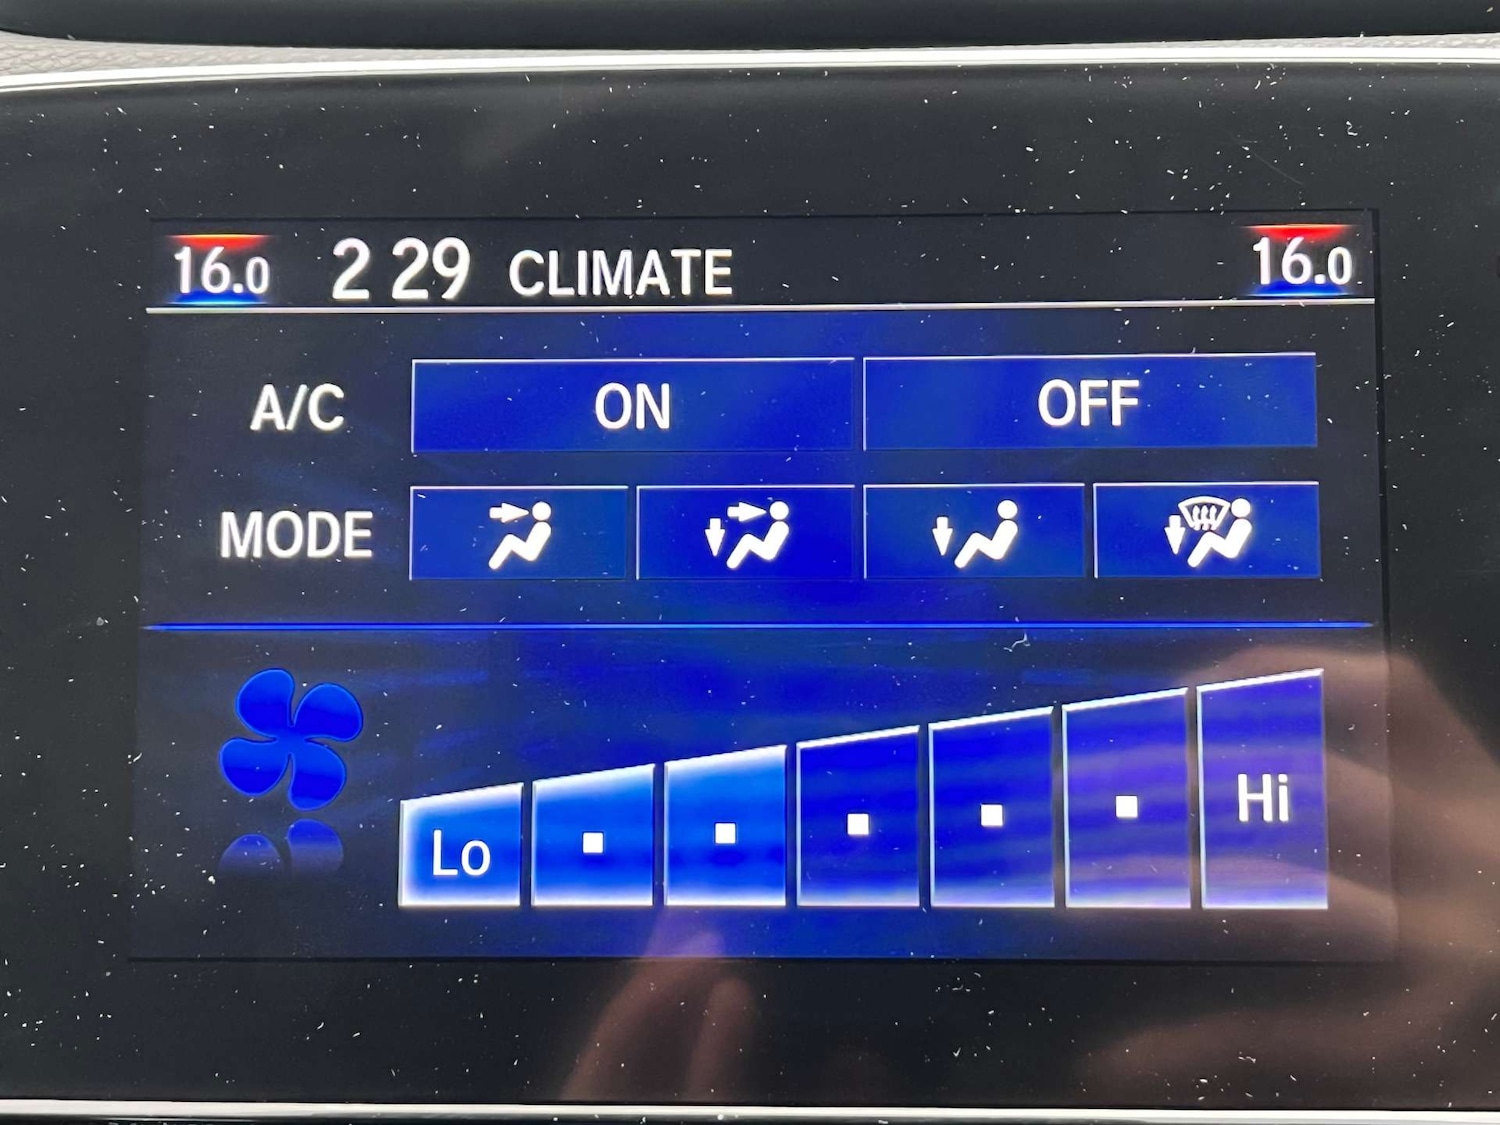 16.0 2 29 CLIMATE 16.0
A/C ON OFF
MODE
Lo Hi